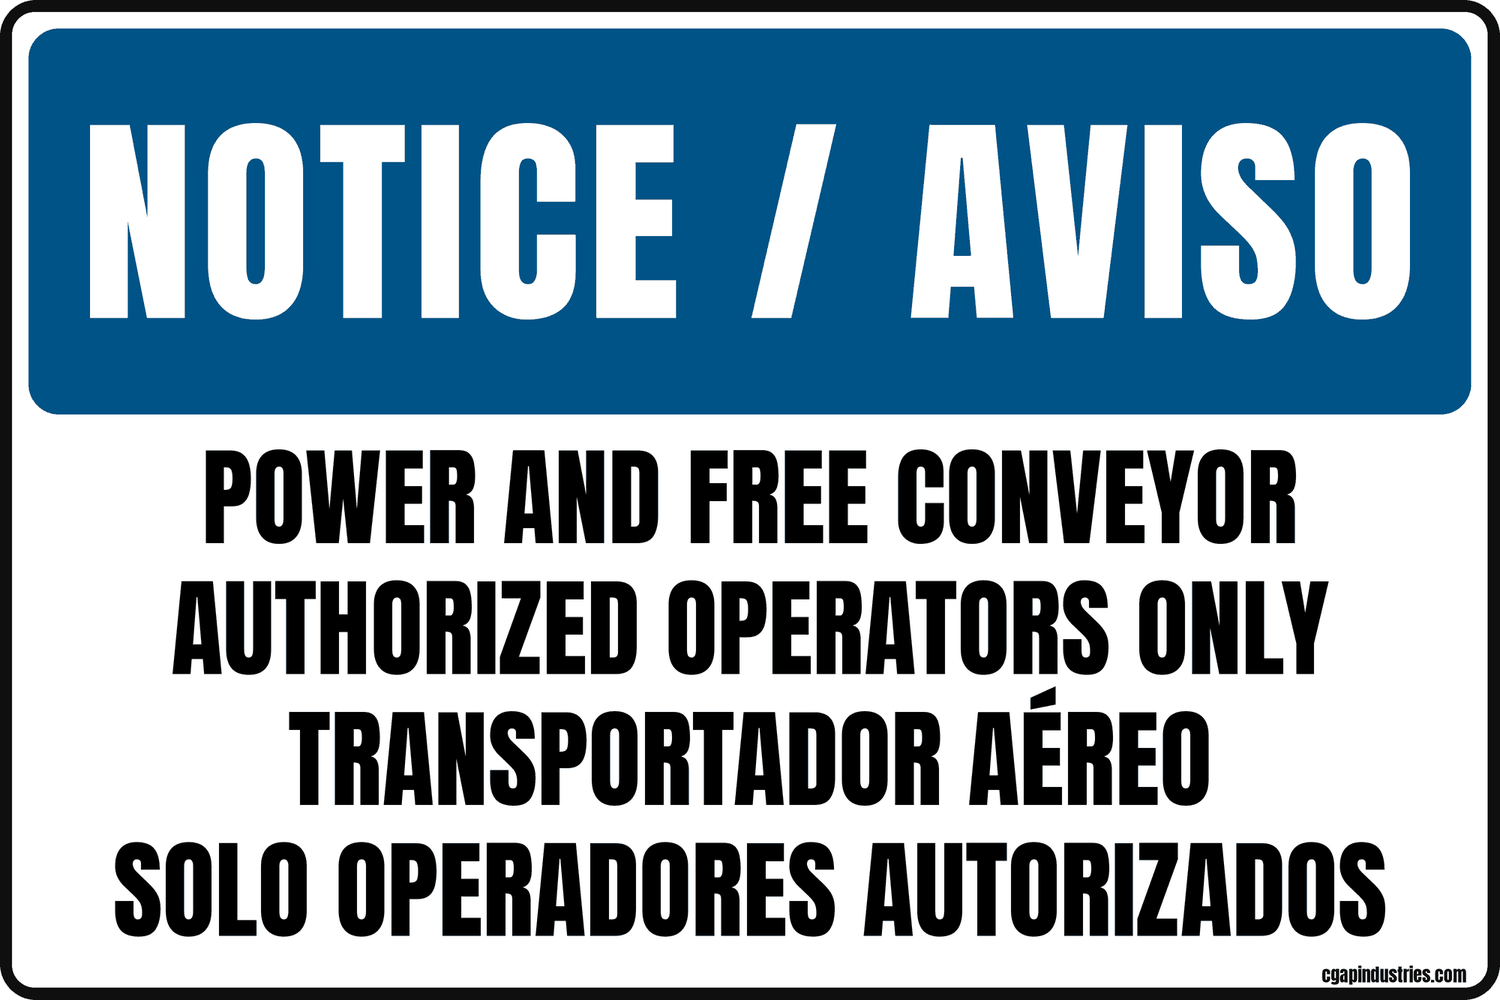 NOTICE / AVISO
POWER AND FREE CONVEYOR
AUTHORIZED OPERATORS ONLY
TRANSPORTADOR AÉREO
SOLO OPERADORES AUTORIZADOS
cgapindustries.com